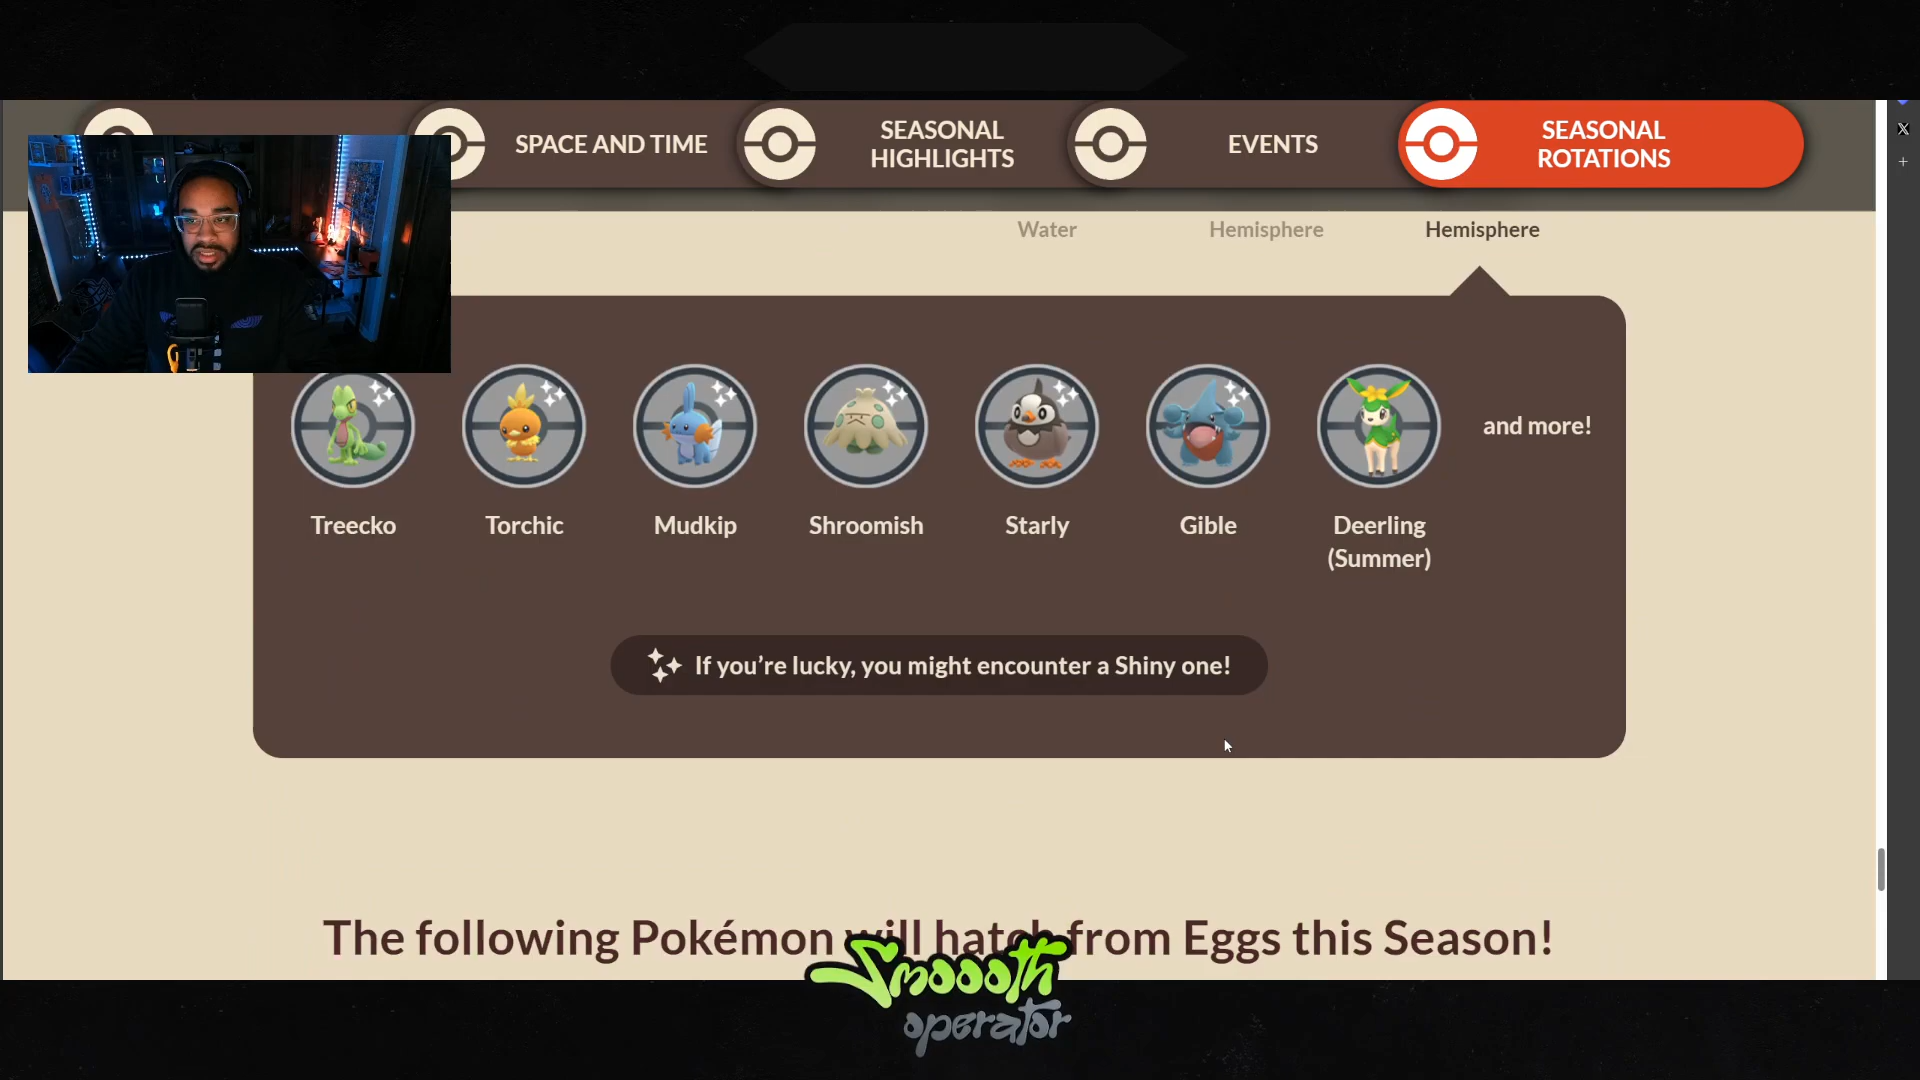 SPACE AND TIME
SEASONAL
HIGHLIGHTS
EVENTS
SEASONAL
ROTATIONS
Water
Hemisphere
Hemisphere
Treecko
Torchic
Mudkip
Shroomish
Starly
Gible
Deerling
(Summer)
and more!
If you’re lucky, you might encounter a Shiny one!
The following Pokémon will hatch from Eggs this Season!
Smoooth
operator